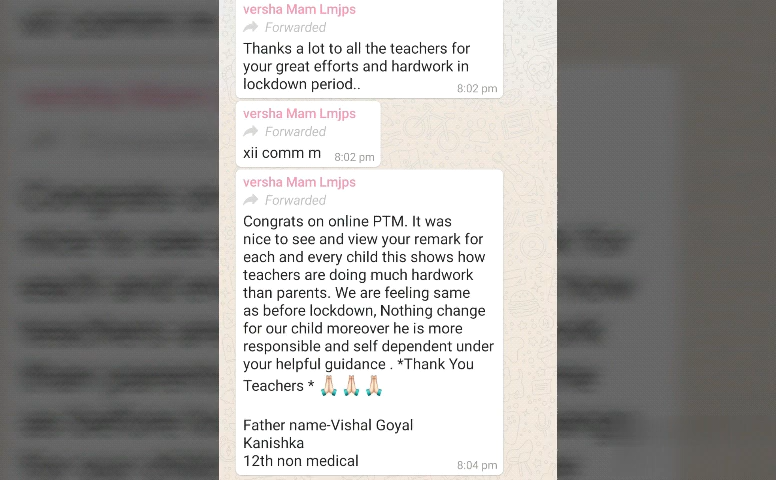 versha Mam Lmjps
Forwarded
Thanks a lot to all the teachers for
your great efforts and hardwork in
lockdown period..
8:02 pm
versha Mam Lmjps
Forwarded
xii comm m
8:02 pm
versha Mam Lmjps
Forwarded
Congrats on online PTM. It was
nice to see and view your remark for
each and every child this shows how
teachers are doing much hardwork
than parents. We are feeling same
as before lockdown, Nothing change
for our child moreover he is more
responsible and self dependent under
your helpful guidance . *Thank You
Teachers * 🙏🏻 🙏🏻 🙏🏻
Father name-Vishal Goyal
Kanishka
12th non medical
8:04 pm